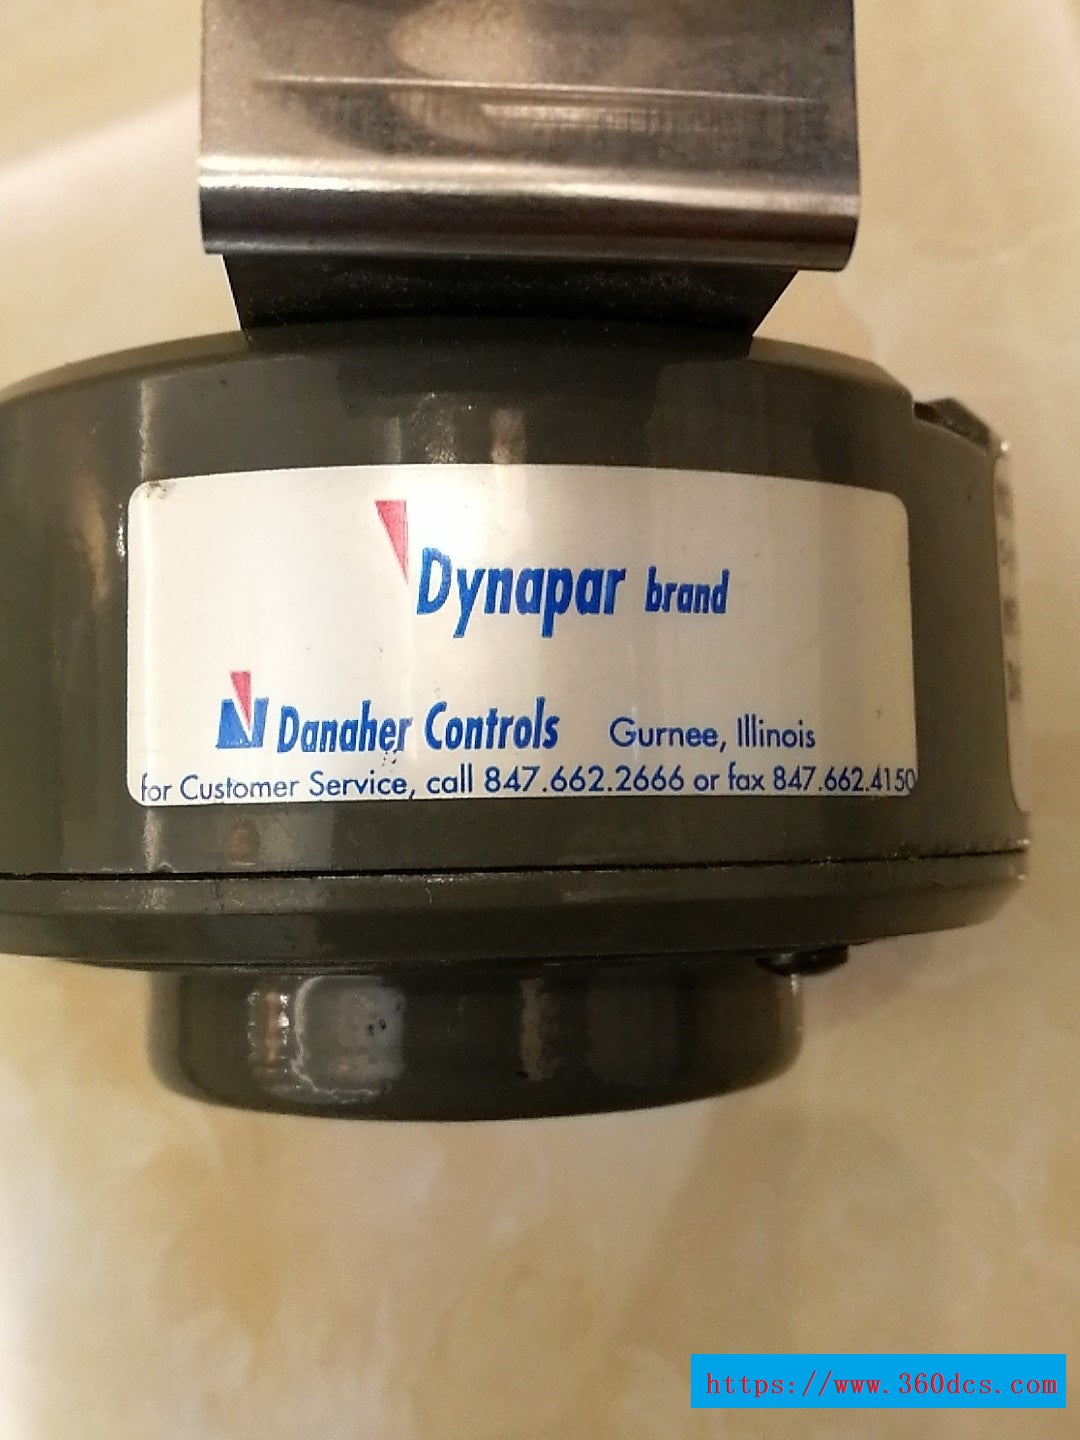 Dynapar brand
Danaher Controls Gurnee, Illinois
for Customer Service, call 847.662.2666 or fax 847.662.4150
https://www.360dcs.com